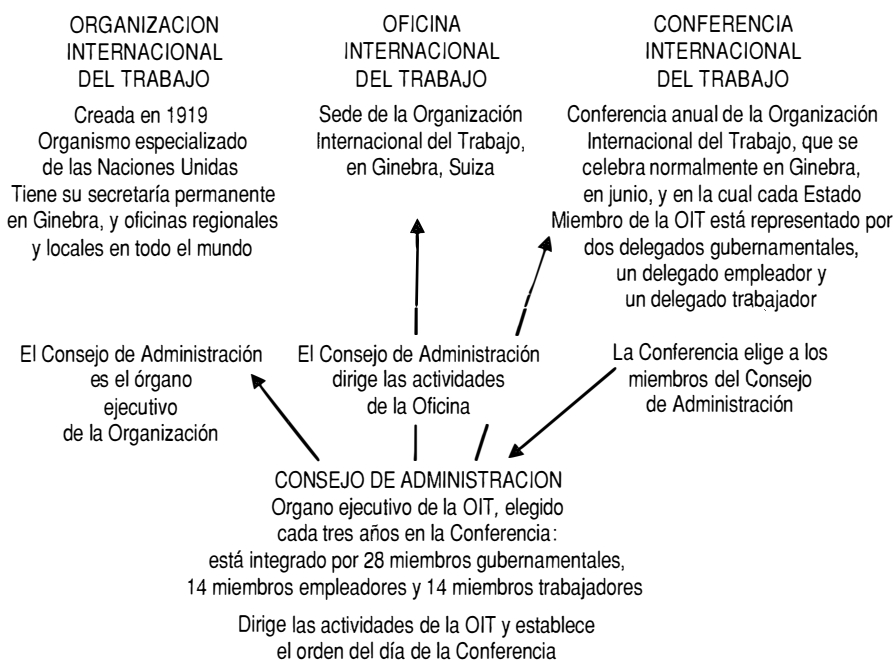 ORGANIZACION
INTERNACIONAL
DEL TRABAJO
Creada en 1919
Organismo especializado
de las Naciones Unidas
Tiene su secretaría permanente
en Ginebra, y oficinas regionales
y locales en todo el mundo
OFICINA
INTERNACIONAL
DEL TRABAJO
Sede de la Organización
Internacional del Trabajo,
en Ginebra, Suiza
CONFERENCIA
INTERNACIONAL
DEL TRABAJO
Conferencia anual de la Organización
Internacional del Trabajo, que se
celebra normalmente en Ginebra,
en junio, y en la cual cada Estado
Miembro de la OIT está representado por
dos delegados gubernamentales,
un delegado empleador y
un delegado trabajador
El Consejo de Administración
es el órgano
ejecutivo
de la Organización
El Consejo de Administración
dirige las actividades
de la Oficina
La Conferencia elige a los
miembros del Consejo
de Administración
CONSEJO DE ADMINISTRACION
Organo ejecutivo de la OIT, elegido
cada tres años en la Conferencia:
está integrado por 28 miembros gubernamentales,
14 miembros empleadores y 14 miembros trabajadores
Dirige las actividades de la OIT y establece
el orden del día de la Conferencia